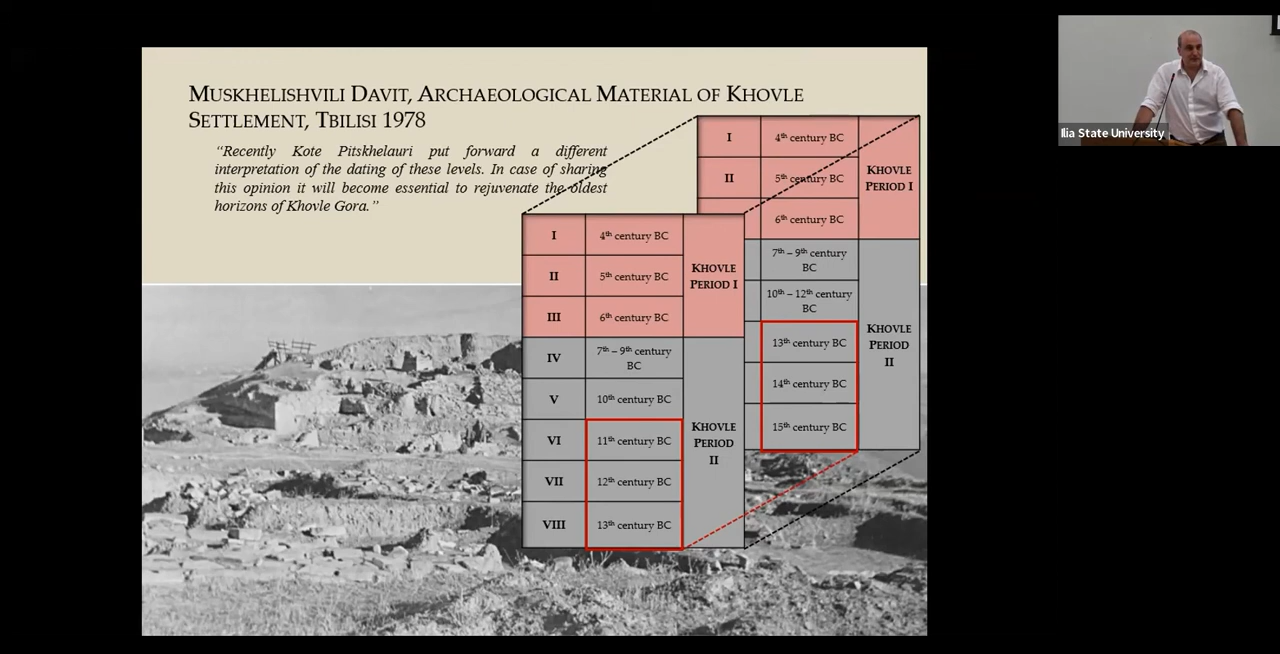 MUSKHELISHVILI DAVIT, ARCHAEOLOGICAL MATERIAL OF KHOVLE
SETTLEMENT, TBILISI 1978
“Recently Kote Pitskhelauri put forward a different
interpretation of the dating of these levels. In case of sharing
this opinion it will become essential to rejuvenate the oldest
horizons of Khovle Gora.”
I 4th century BC
II 5th century BC
6th century BC
KHOVLE
PERIOD I
7th – 9th century
BC
10th – 12th century
BC
13th century BC
14th century BC
15th century BC
KHOVLE
PERIOD
II
I 4th century BC
II 5th century BC
III 6th century BC
KHOVLE
PERIOD I
IV 7th – 9th century
BC
V 10th century BC
VI 11th century BC
VII 12th century BC
VIII 13th century BC
KHOVLE
PERIOD
II
Ilia State University